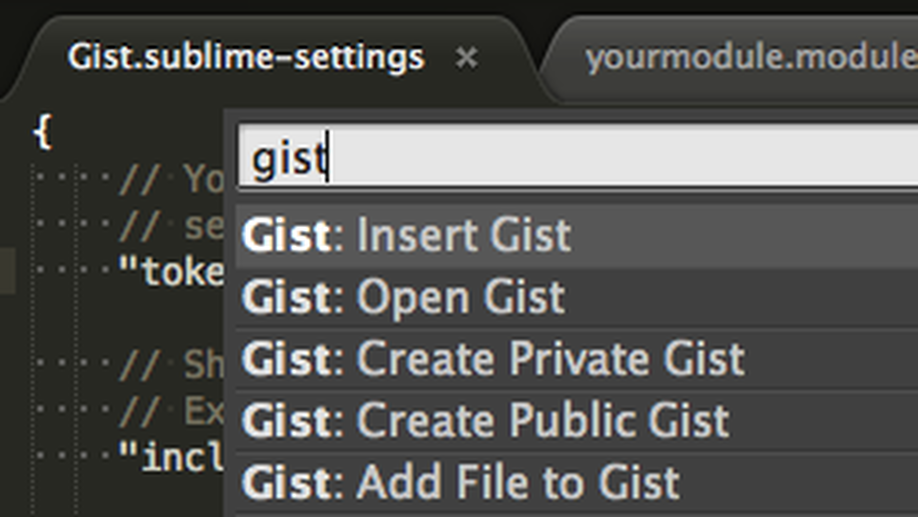 Gist.sublime-settings × yourmodule.module
{
gist
// Yo
// se
Gist: Insert Gist
"toke
Gist: Open Gist
// Sh
Gist: Create Private Gist
// Ex
Gist: Create Public Gist
"incl
Gist: Add File to Gist